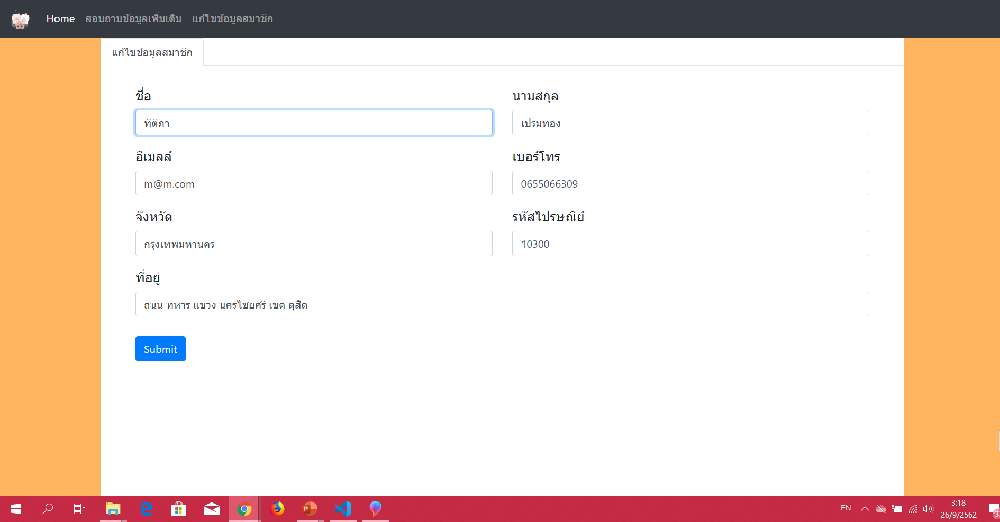 Home สอบถามข้อมูลเพิ่มเติม แก้ไขข้อมูลสมาชิก
แก้ไขข้อมูลสมาชิก
ชื่อ นามสกุล
ทิติภา เปรมทอง
อีเมลล์ เบอร์โทร
m@m.com 0655066309
จังหวัด รหัสไปรษณีย์
กรุงเทพมหานคร 10300
ที่อยู่
ถนน ทหาร แขวง นครไชยศรี เขต ดุสิต
Submit
EN 3:18
26/9/2562